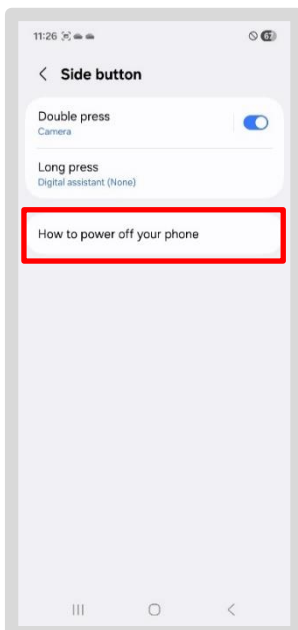 11:26
Side button
Double press
Camera
Long press
Digital assistant (None)
How to power off your phone